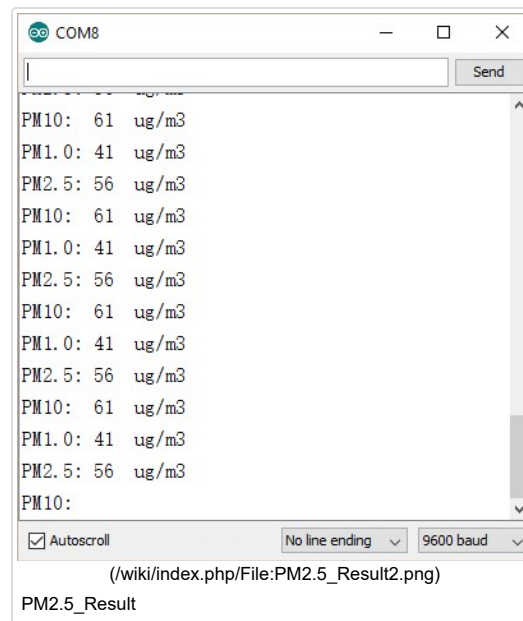 COM8
Send
PM10: 61 ug/m3
PM1.0: 41 ug/m3
PM2.5: 56 ug/m3
PM10: 61 ug/m3
PM1.0: 41 ug/m3
PM2.5: 56 ug/m3
PM10: 61 ug/m3
PM1.0: 41 ug/m3
PM2.5: 56 ug/m3
PM10: 61 ug/m3
PM1.0: 41 ug/m3
PM2.5: 56 ug/m3
PM10:
Autoscroll No line ending 9600 baud
(/wiki/index.php/File:PM2.5_Result2.png)
PM2.5_Result